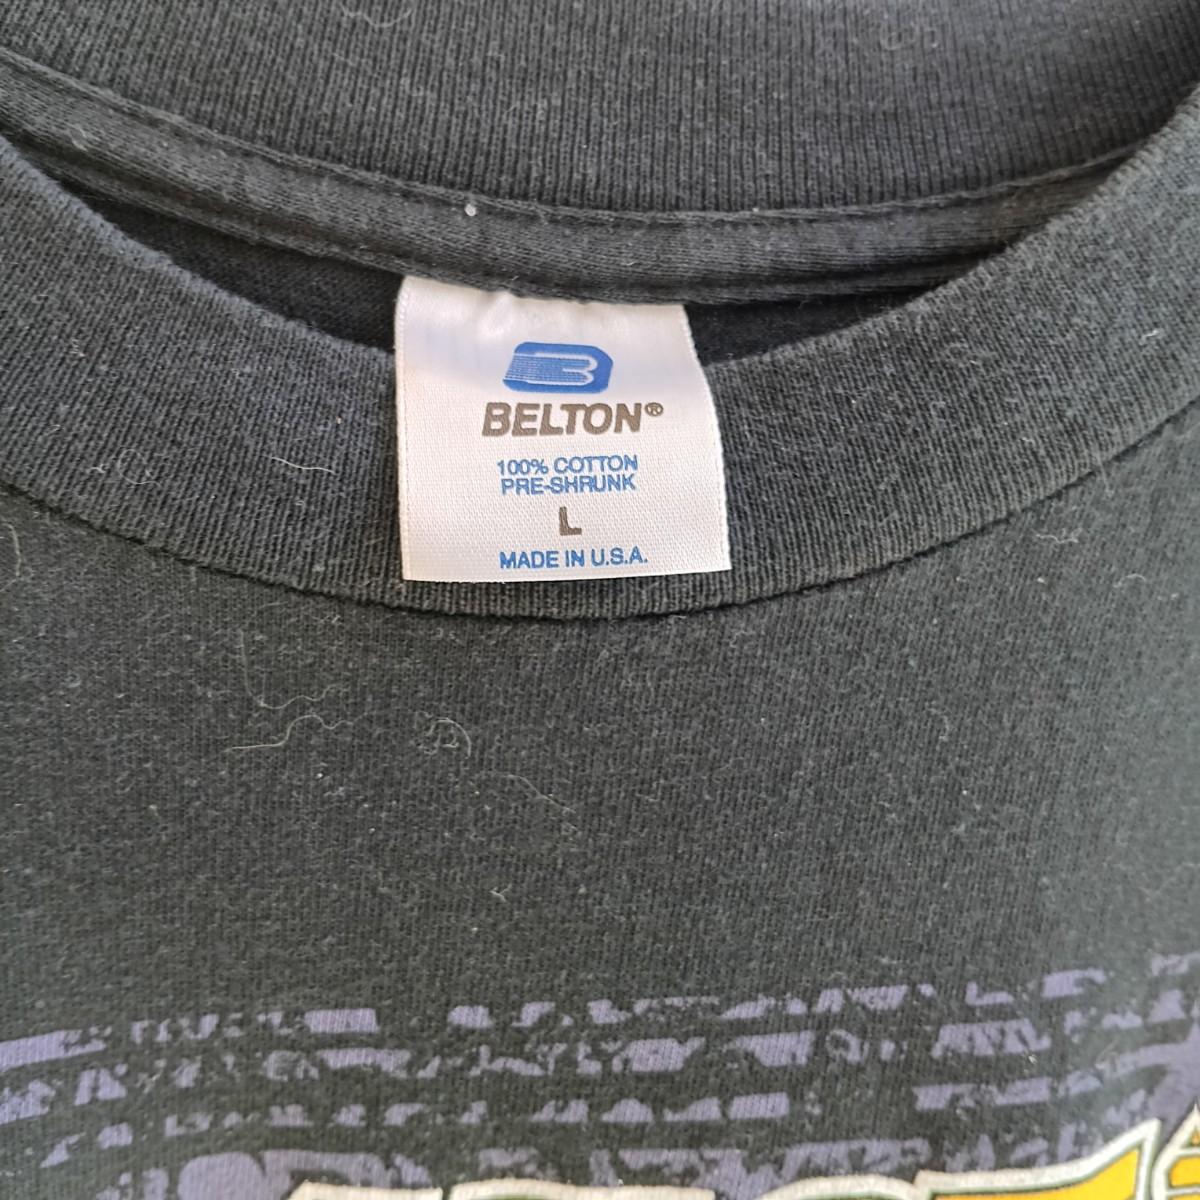 BELTON®
100% COTTON
PRE-SHRUNK
L
MADE IN U.S.A.